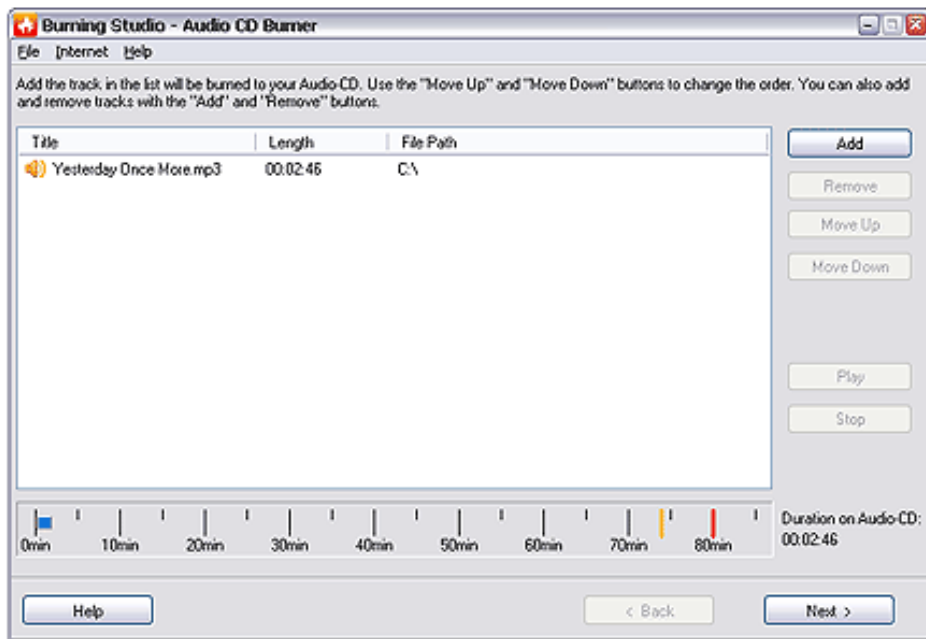 Burning Studio - Audio CD Burner
File Internet Help
Add the track in the list will be burned to your Audio-CD. Use the "Move Up" and "Move Down" buttons to change the order. You can also add
and remove tracks with the "Add" and "Remove" buttons.
Title Length File Path
Yesterday Once More.mp3 00:02:46 C:\
Add
Remove
Move Up
Move Down
Play
Stop
0min 10min 20min 30min 40min 50min 60min 70min 80min
Duration on Audio-CD:
00:02:46
Help < Back Next >